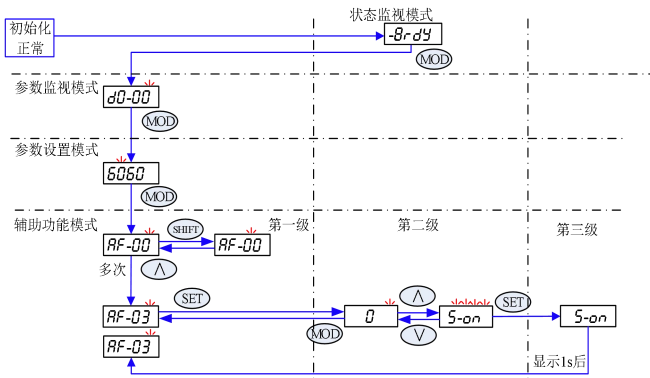 状态监视模式
初始化
正常
-BrdY
MOD
参数监视模式
d0-00
MOD
参数设置模式
6060
MOD
辅助功能模式
第一级
第二级
第三级
AF-00
SHIFT
AF-00
多次
∧
AF-03
SET
MOD
0
∧
∨
S-on
SET
S-on
AF-03
显示1s后